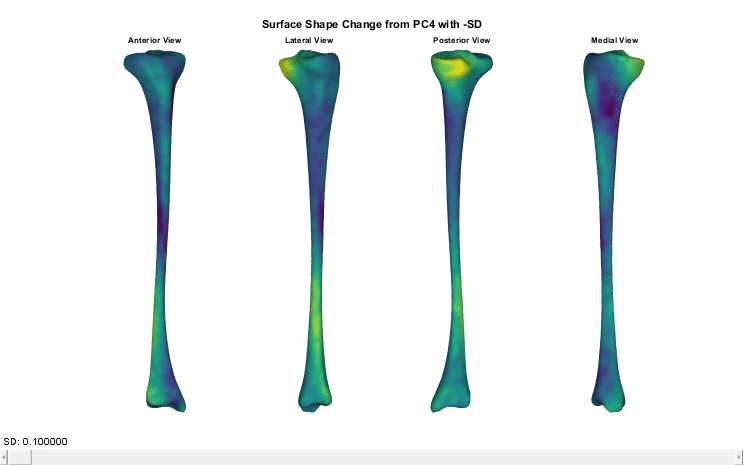 Surface Shape Change from PC4 with -SD
Anterior View
Lateral View
Posterior View
Medial View
SD: 0.100000